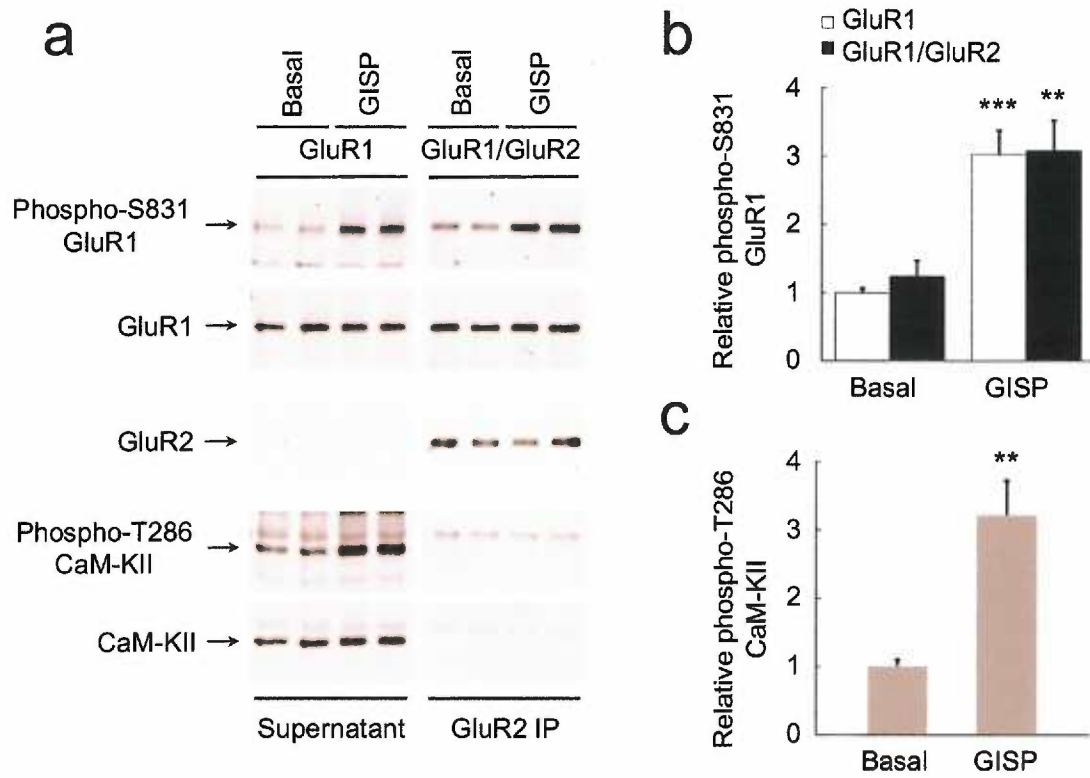 a
Basal
GISP
Basal
GISP
GluR1
GluR1/GluR2
Phospho-S831
GluR1
GluR1
GluR2
Phospho-T286
CaM-KII
CaM-KII
Supernatant
GluR2 IP
b
GluR1
GluR1/GluR2
Relative phospho-S831
GluR1
4
3
2
1
0
***
**
Basal
GISP
c
Relative phospho-T286
CaM-KII
4
3
2
1
0
**
Basal
GISP